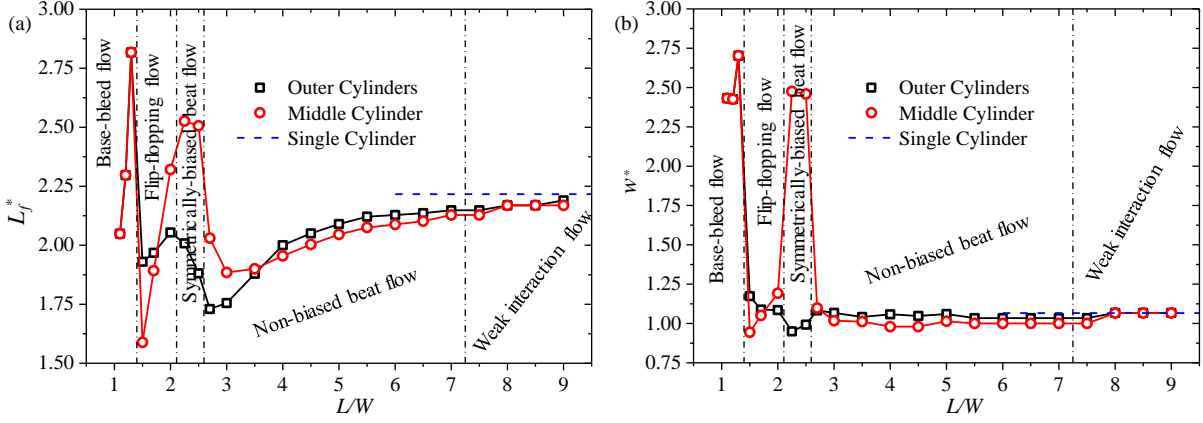 (a)
3.00
2.75
2.50
2.25
2.00
1.75
1.50
L_f^*
Base-bleed flow
Flip-flopping flow
Symmetrically-biased beat flow
Outer Cylinders
Middle Cylinder
Single Cylinder
Non-biased beat flow
Weak interaction flow
1 2 3 4 5 6 7 8 9
L/W
(b)
3.00
2.75
2.50
2.25
2.00
1.75
1.50
1.25
1.00
0.75
w*
Base-bleed flow
Flip-flopping flow
Symmetrically-biased beat flow
Outer Cylinders
Middle Cylinder
Single Cylinder
Non-biased beat flow
Weak interaction flow
1 2 3 4 5 6 7 8 9
L/W